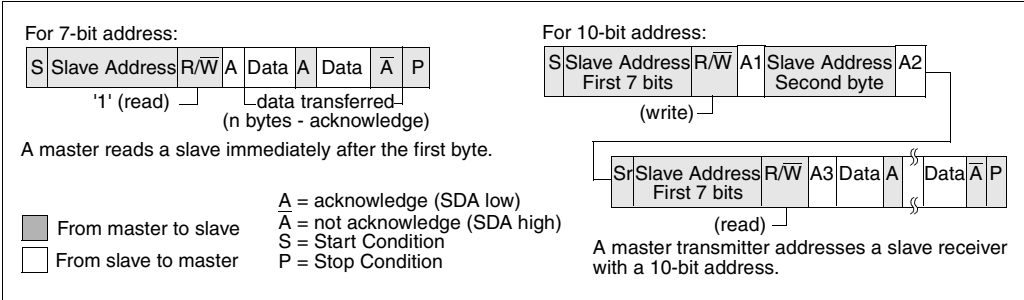 For 7-bit address:
S̅ Slave Address R/W̅ A Data A Data A̅ P
'1' (read)
data transferred
(n bytes - acknowledge)
A master reads a slave immediately after the first byte.
From master to slave
From slave to master
A = acknowledge (SDA low)
A̅ = not acknowledge (SDA high)
S = Start Condition
P = Stop Condition
For 10-bit address:
S Slave Address First 7 bits R/W̅ A1 Slave Address Second byte A2
(write)
Sr Slave Address First 7 bits R/W̅ A3 Data A Data A̅ P
(read)
A master transmitter addresses a slave receiver
with a 10-bit address.